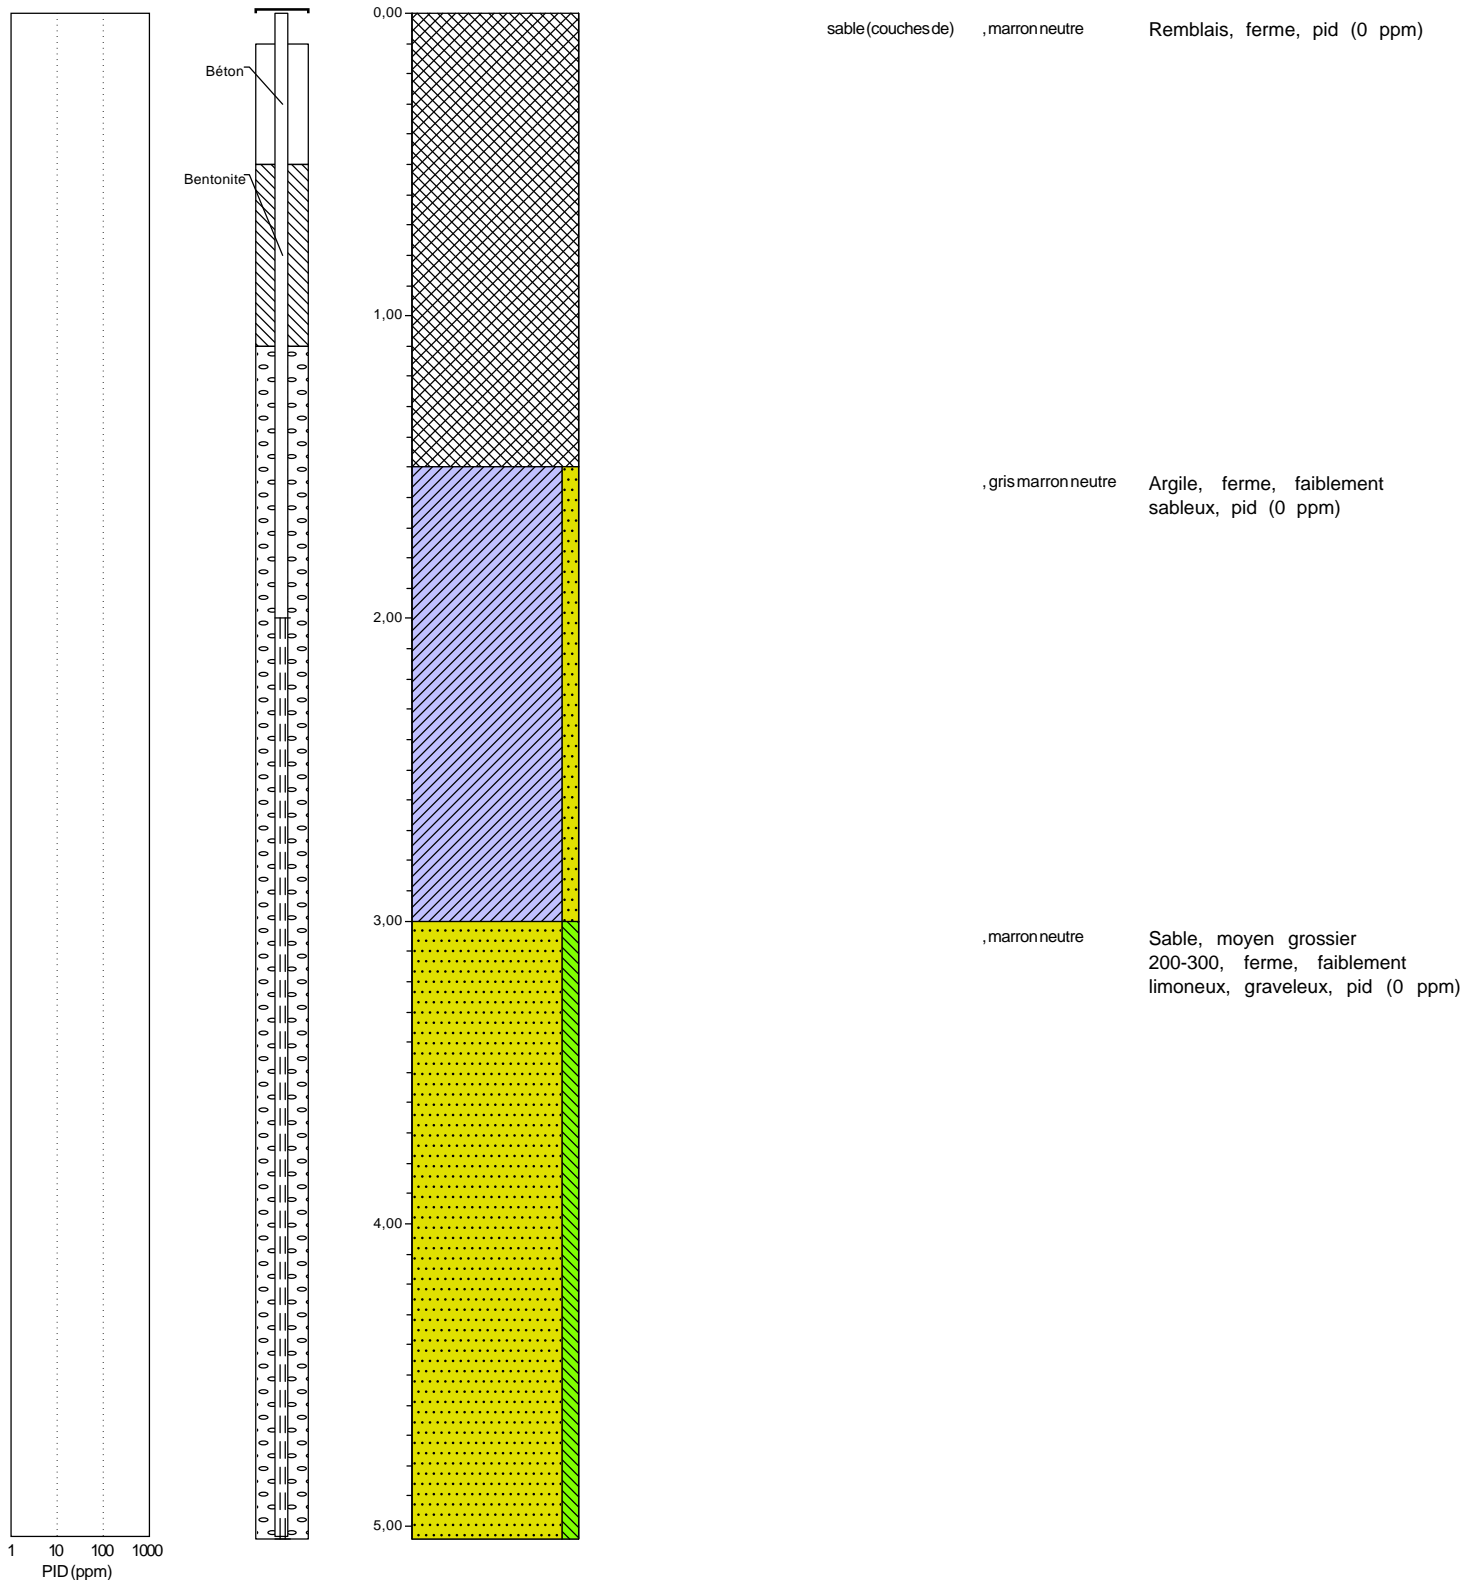 0,00
sable (couches de) , marron neutre Remblais, ferme, pid (0 ppm)
Béton
Bentonite
1,00
, gris marron neutre Argile, ferme, faiblement
sableux, pid (0 ppm)
2,00
3,00
, marron neutre Sable, moyen grossier
200-300, ferme, faiblement
limoneux, graveleux, pid (0 ppm)
4,00
5,00
1 10 100 1000
PID (ppm)